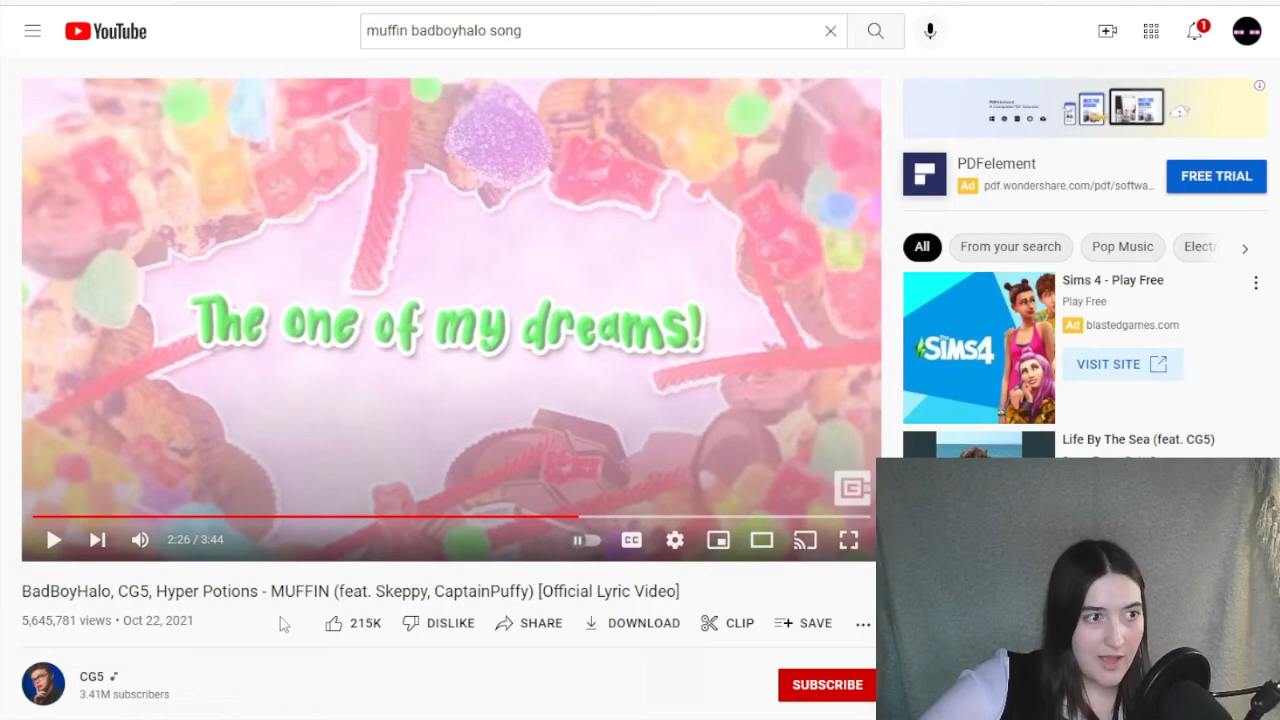 YouTube
muffin badboyhalo song
1
The one of my dreams!
2:26 / 3:44
CC
BadBoyHalo, CG5, Hyper Potions - MUFFIN (feat. Skeppy, CaptainPuffy) [Official Lyric Video]
5,645,781 views • Oct 22, 2021
215K
DISLIKE
SHARE
DOWNLOAD
CLIP
SAVE
CG5
3.41M subscribers
SUBSCRIBE
PDFelement
Ad pdf.wondershare.com/pdf/softwa...
FREE TRIAL
All
From your search
Pop Music
Electr
Sims 4 - Play Free
Play Free
Ad blastedgames.com
VISIT SITE
SiMS4
Life By The Sea (feat. CG5)